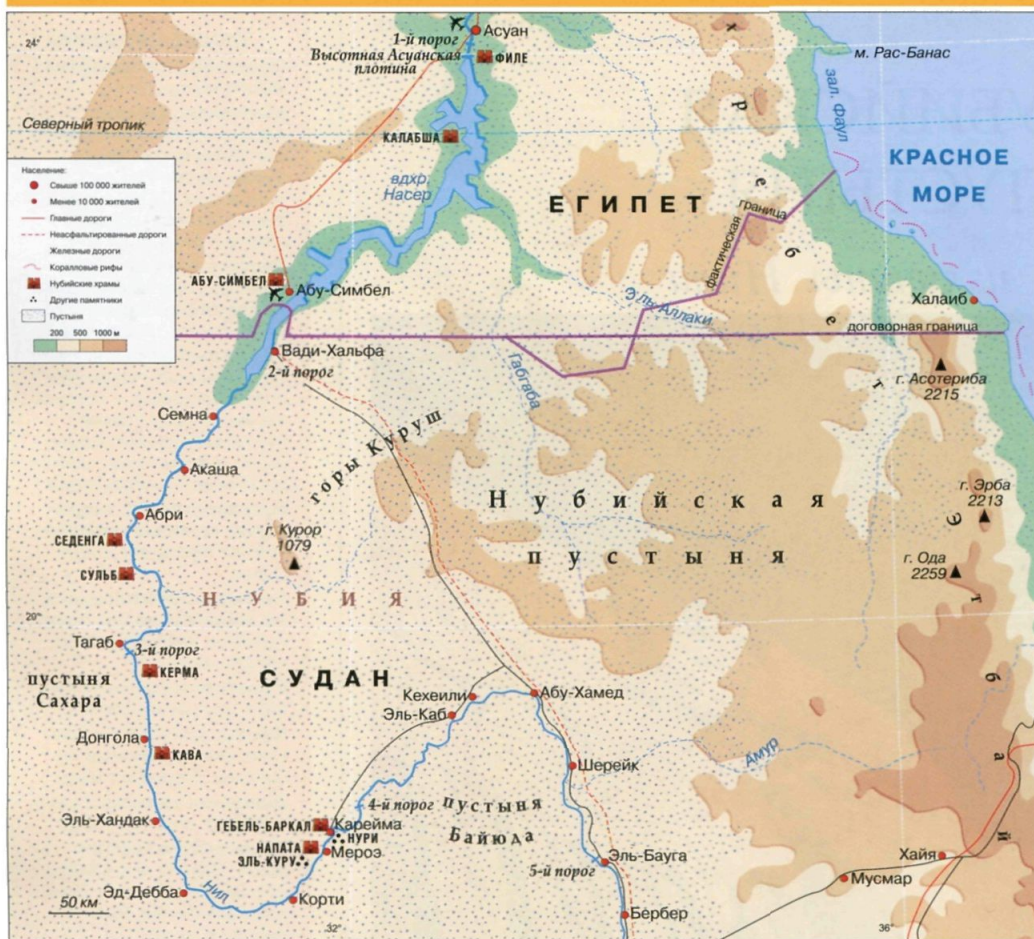 24°
1-й порог
Асуан
Высотная Асуанская
плотина
ФИЛЕ
м. Рас-Банас
зал. Фаул
Северный тропик
КАЛАБША
вдхр.
Насер
КРАСНОЕ
МОРЕ
ЕГИПЕТ
Население:
Свыше 100 000 жителей
Менее 10 000 жителей
Главные дороги
Неасфальтированные дороги
Железные дороги
Коралловые рифы
Нубийские храмы
Другие памятники
Пустыня
200 500 1000 м
фактическая
граница
АБУ-СИМБЕЛ
Абу-Симбел
Эль-Аллаки
Халаиб
договорная граница
Вади-Хальфа
2-й порог
Габгаба
г. Асотериба
2215
хребет
Этбай
Семна
горы Куруш
Акаша
Абри
Нубийская
пустыня
г. Эрба
2213
СЕДЕНГА
г. Курор
1079
г. Ода
2259
СУЛЬБ
НУБИЯ
20°
Тагаб
3-й порог
КЕРМА
пустыня
Сахара
СУДАН
Кехеили
Абу-Хамед
Эль-Каб
Донгола
КАВА
Шерейк
Амур
4-й порог
пустыня
Байюда
Эль-Хандак
ГЕБЕЛЬ-БАРКАЛ
Карейма
НУРИ
НАПАТА
Мероэ
ЭЛЬ-КУРУ
Эль-Бауга
5-й порог
Хайя
Мусмар
Эд-Дебба
Нил
Корти
Бербер
50 км
32°
36°